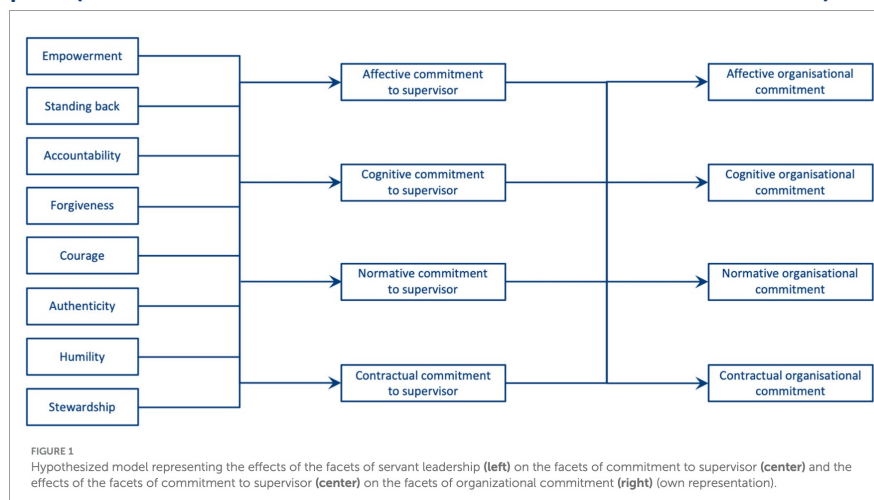 Empowerment
Standing back
Accountability
Forgiveness
Courage
Authenticity
Humility
Stewardship
Affective commitment
to supervisor
Cognitive commitment
to supervisor
Normative commitment
to supervisor
Contractual commitment
to supervisor
Affective organisational
commitment
Cognitive organisational
commitment
Normative organisational
commitment
Contractual organisational
commitment
FIGURE 1
Hypothesized model representing the effects of the facets of servant leadership (left) on the facets of commitment to supervisor (center) and the
effects of the facets of commitment to supervisor (center) on the facets of organizational commitment (right) (own representation).